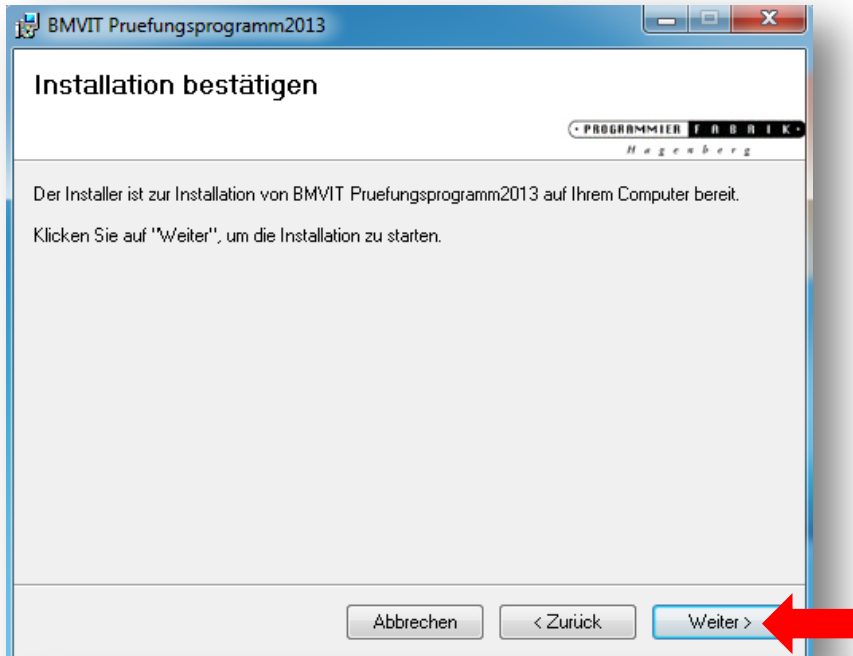 BMVIT Pruefungsprogramm2013
Installation bestätigen
PROGRAMMIER FABRIK
Hagenberg
Der Installer ist zur Installation von BMVIT Pruefungsprogramm2013 auf Ihrem Computer bereit.
Klicken Sie auf "Weiter", um die Installation zu starten.
Abbrechen < Zurück Weiter >